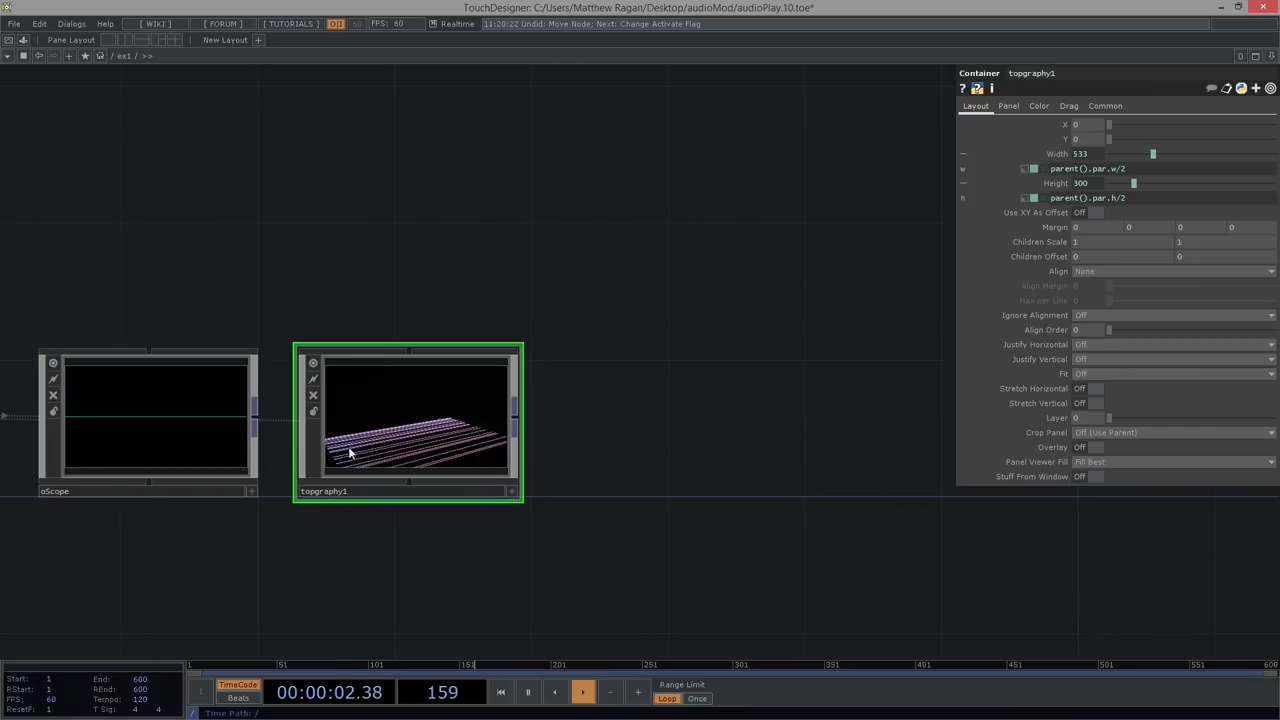 TouchDesigner: C:/Users/Matthew Ragan/Desktop/audioMod/audioPlay.10.toe*
File Edit Dialogs [ WIKI ] [ FORUM ] [ TUTORIALS ] O|I 60 FPS: 60 Realtime 11:20:22 Undid: Move Node; Next: Change Activate Flag
Pane Layout New Layout +
/ ex1 / >>
Container topgraphy1
? ? i
Layout Panel Color Drag Common
X 0
Y 0
Width 533
w parent().par.w/2
Height 300
h parent().par.h/2
Use XY As Offset Off
Margin 0 0 0 0
Children Scale 1 1
Children Offset 0 0
Align None
Align Margin 0
Max per Line 0
Ignore Alignment Off
Align Order 0
Justify Horizontal Off
Justify Vertical Off
Fit Off
Stretch Horizontal Off
Stretch Vertical Off
Layer 0
Crop Panel Off (Use Parent)
Overlay Off
Panel Viewer Fill Fill Best
Stuff From Window Off
oScope
topgraphy1
1 51 101 151 201 251 301 351 401 451 501 551 600
Start: 1 End: 600
RStart: 1 REnd: 600
FPS: 60 Tempo: 120
ResetF: 1 T Sig: 4 4
TimeCode
Beats
00:00:02.38 159
- +
Range Limit
Loop Once
/ Time Path: /